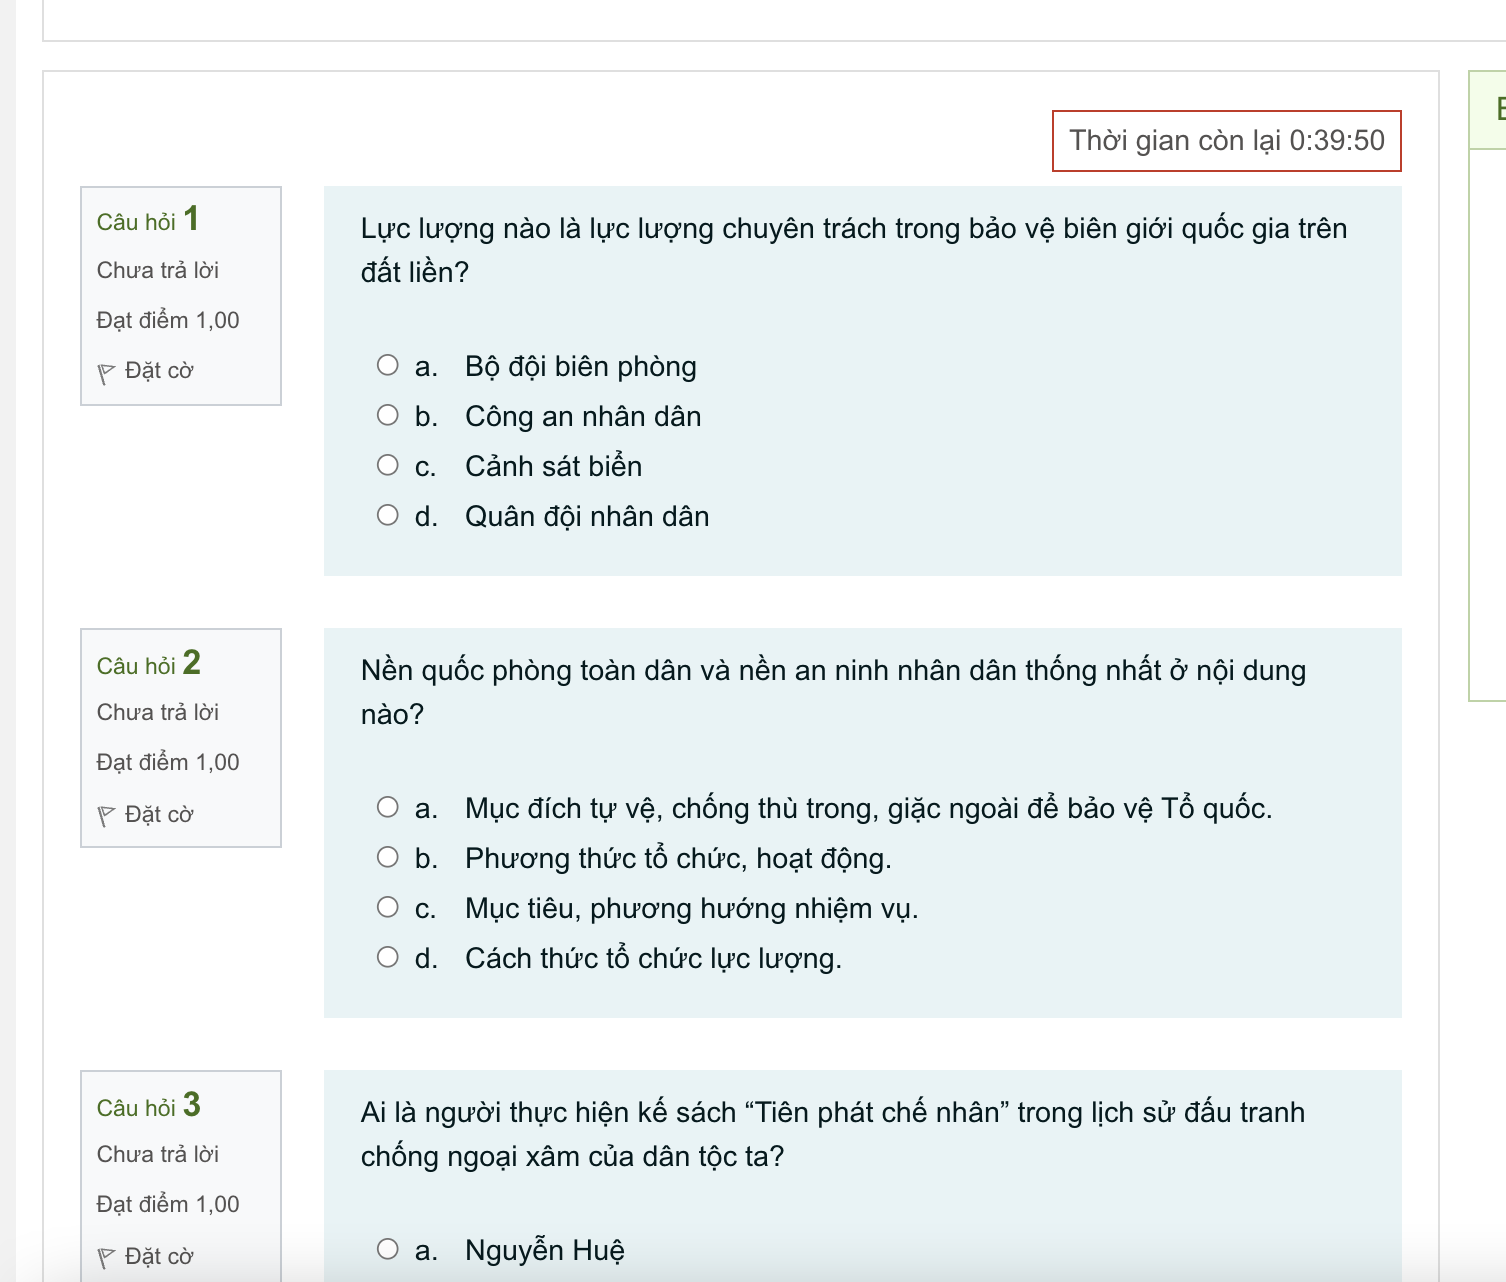 Thời gian còn lại 0:39:50
Câu hỏi 1
Chưa trả lời
Đạt điểm 1,00
Đặt cờ
Lực lượng nào là lực lượng chuyên trách trong bảo vệ biên giới quốc gia trên
đất liền?
a. Bộ đội biên phòng
b. Công an nhân dân
c. Cảnh sát biển
d. Quân đội nhân dân
Câu hỏi 2
Chưa trả lời
Đạt điểm 1,00
Đặt cờ
Nền quốc phòng toàn dân và nền an ninh nhân dân thống nhất ở nội dung
nào?
a. Mục đích tự vệ, chống thù trong, giặc ngoài để bảo vệ Tổ quốc.
b. Phương thức tổ chức, hoạt động.
c. Mục tiêu, phương hướng nhiệm vụ.
d. Cách thức tổ chức lực lượng.
Câu hỏi 3
Chưa trả lời
Đạt điểm 1,00
Đặt cờ
Ai là người thực hiện kế sách “Tiên phát chế nhân” trong lịch sử đấu tranh
chống ngoại xâm của dân tộc ta?
a. Nguyễn Huệ